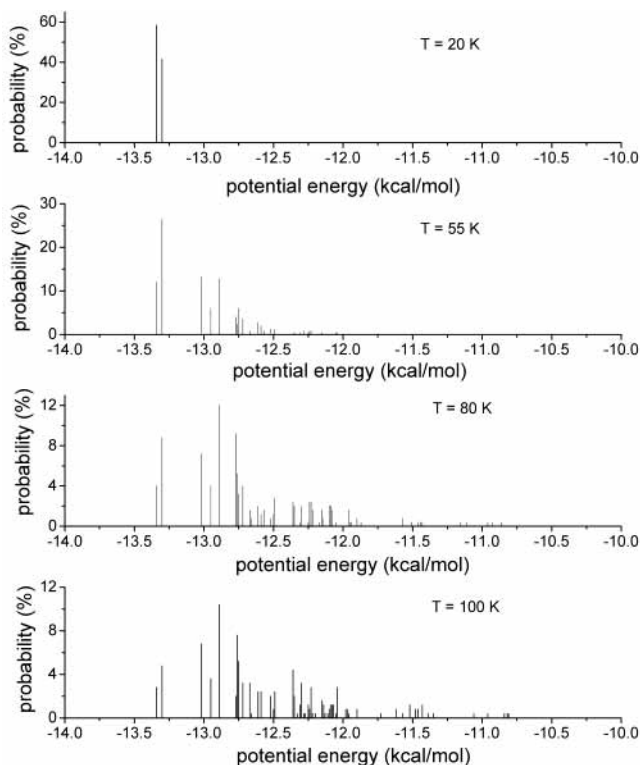 probability (%)
60
40
20
0
T = 20 K
-14.0 -13.5 -13.0 -12.5 -12.0 -11.5 -11.0 -10.5 -10.0
potential energy (kcal/mol)
probability (%)
30
20
10
0
T = 55 K
-14.0 -13.5 -13.0 -12.5 -12.0 -11.5 -11.0 -10.5 -10.0
potential energy (kcal/mol)
probability (%)
12
8
4
0
T = 80 K
-14.0 -13.5 -13.0 -12.5 -12.0 -11.5 -11.0 -10.5 -10.0
potential energy (kcal/mol)
probability (%)
12
8
4
0
T = 100 K
-14.0 -13.5 -13.0 -12.5 -12.0 -11.5 -11.0 -10.5 -10.0
potential energy (kcal/mol)